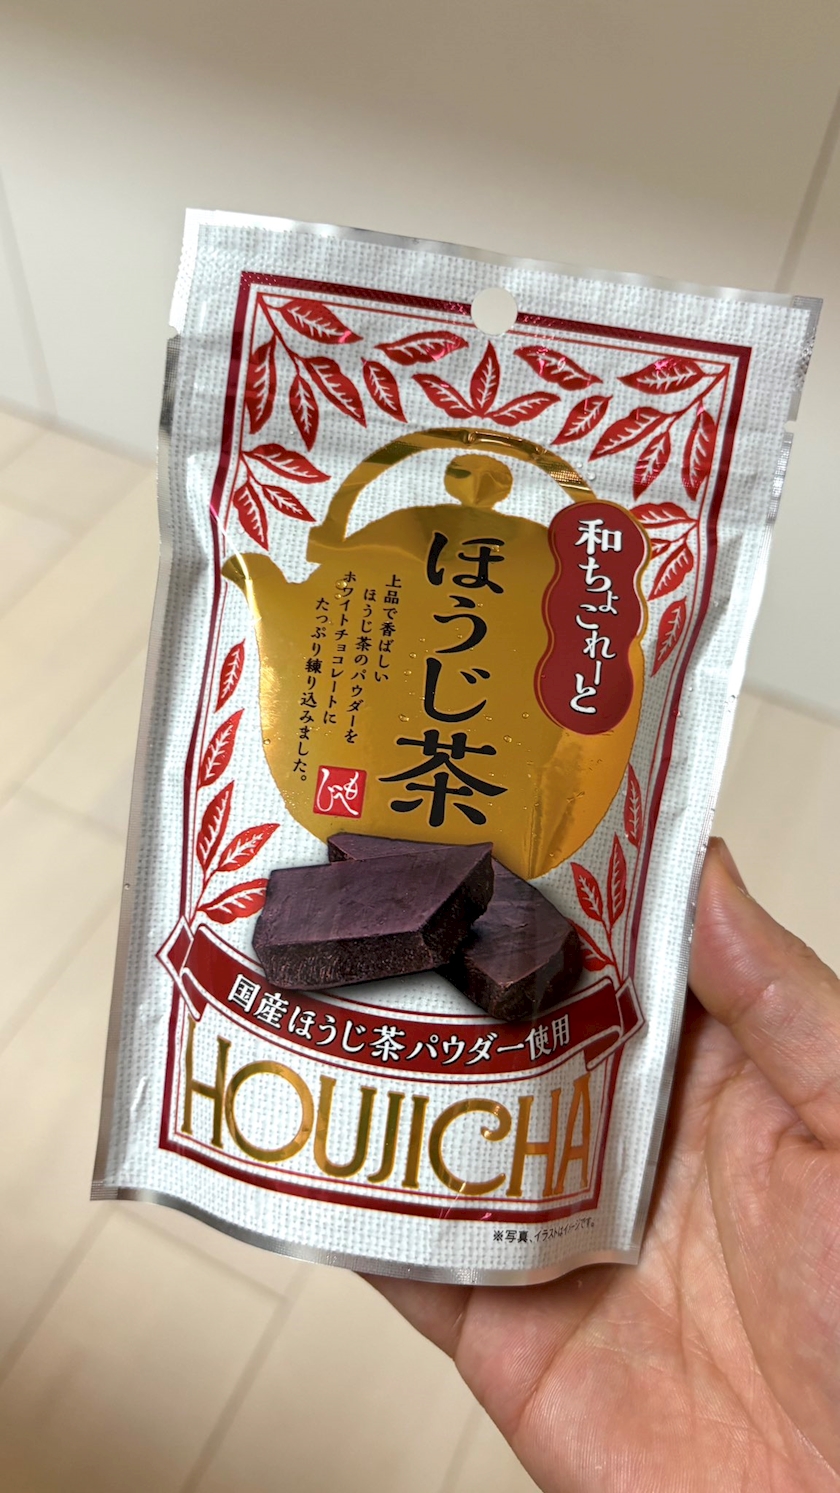 和ちょこれーと
ほうじ茶
上品で香ばしい
ほうじ茶のパウダーを
ホワイトチョコレートに
たっぷり練り込みました。
もへじ
国産ほうじ茶パウダー使用
HOUJICHA
※写真、イラストはイメージです。